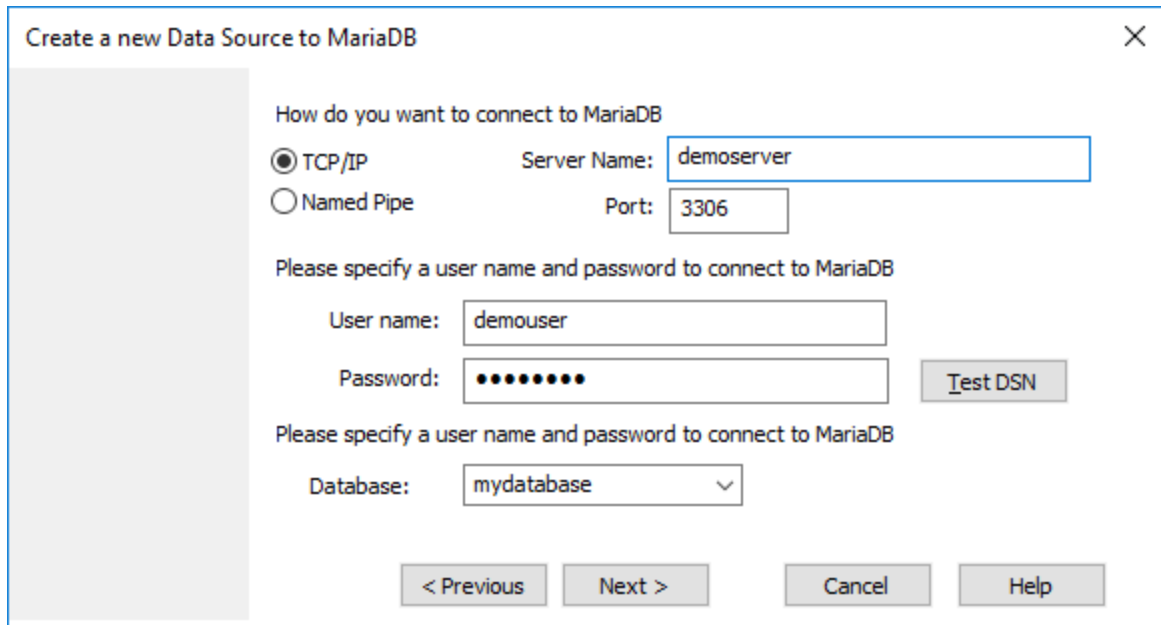 Create a new Data Source to MariaDB
How do you want to connect to MariaDB
TCP/IP Server Name: demoserver
Named Pipe Port: 3306
Please specify a user name and password to connect to MariaDB
User name: demouser
Password: ●●●●●●●● Test DSN
Please specify a user name and password to connect to MariaDB
Database: mydatabase
< Previous Next > Cancel Help